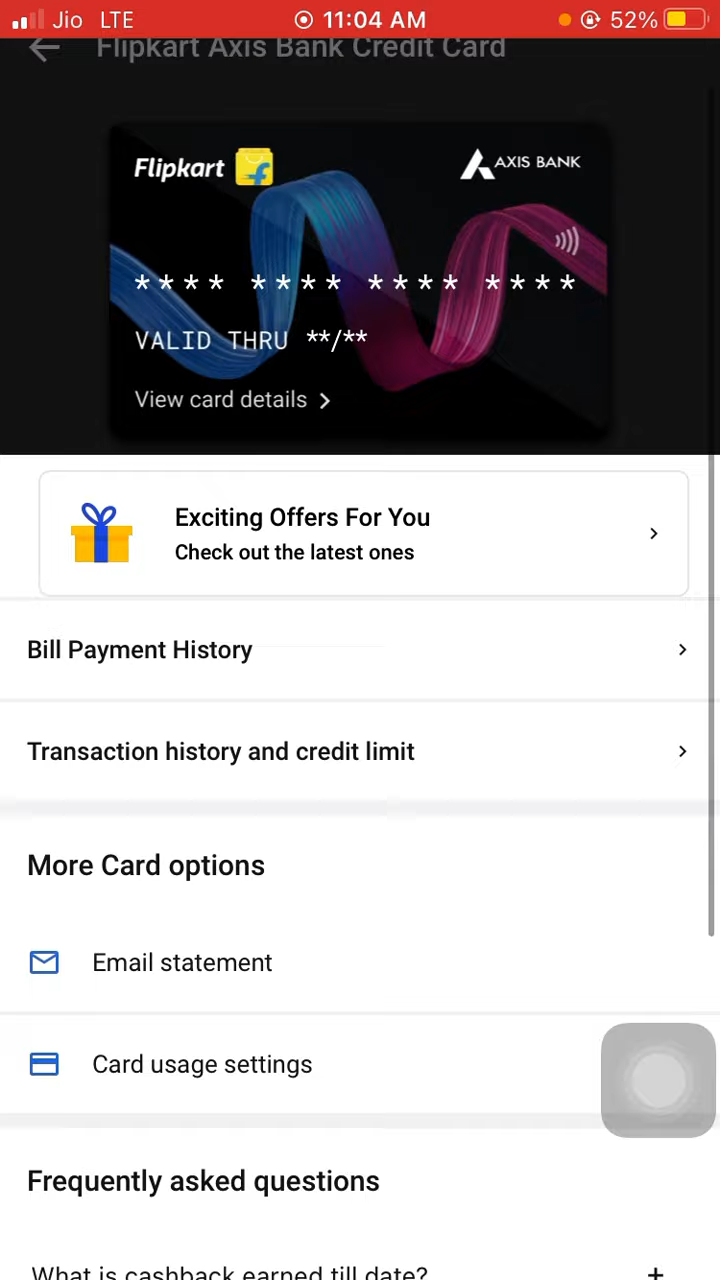 Jio LTE 11:04 AM 52%
Flipkart Axis Bank Credit Card
Flipkart AXIS BANK
**** **** **** ****
VALID THRU **/**
View card details
Exciting Offers For You
Check out the latest ones
Bill Payment History
Transaction history and credit limit
More Card options
Email statement
Card usage settings
Frequently asked questions
What is cashback earned till date?